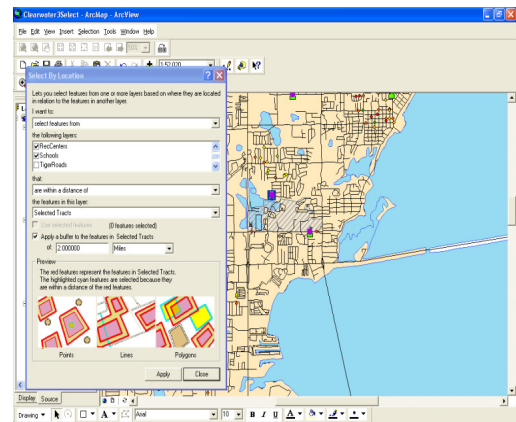 Clearwater3Select - ArcMap - ArcView
File Edit View Insert Selection Tools Window Help
Select By Location
Lets you select features from one or more layers based on where they are located
in relation to the features in another layer.
I want to:
select features from
the following layers:
RecCenters
Schools
TigerRoads
that:
are within a distance of
the features in this layer:
Selected Tracts
Use selected features (0 features selected)
Apply a buffer to the features in Selected Tracts
of: 2.000000 Miles
Preview
The red features represent the features in Selected Tracts.
The highlighted cyan features are selected because they
are within a distance of the red features.
Points Lines Polygons
Apply Close
Display Source
Drawing Arial 10 B I U A